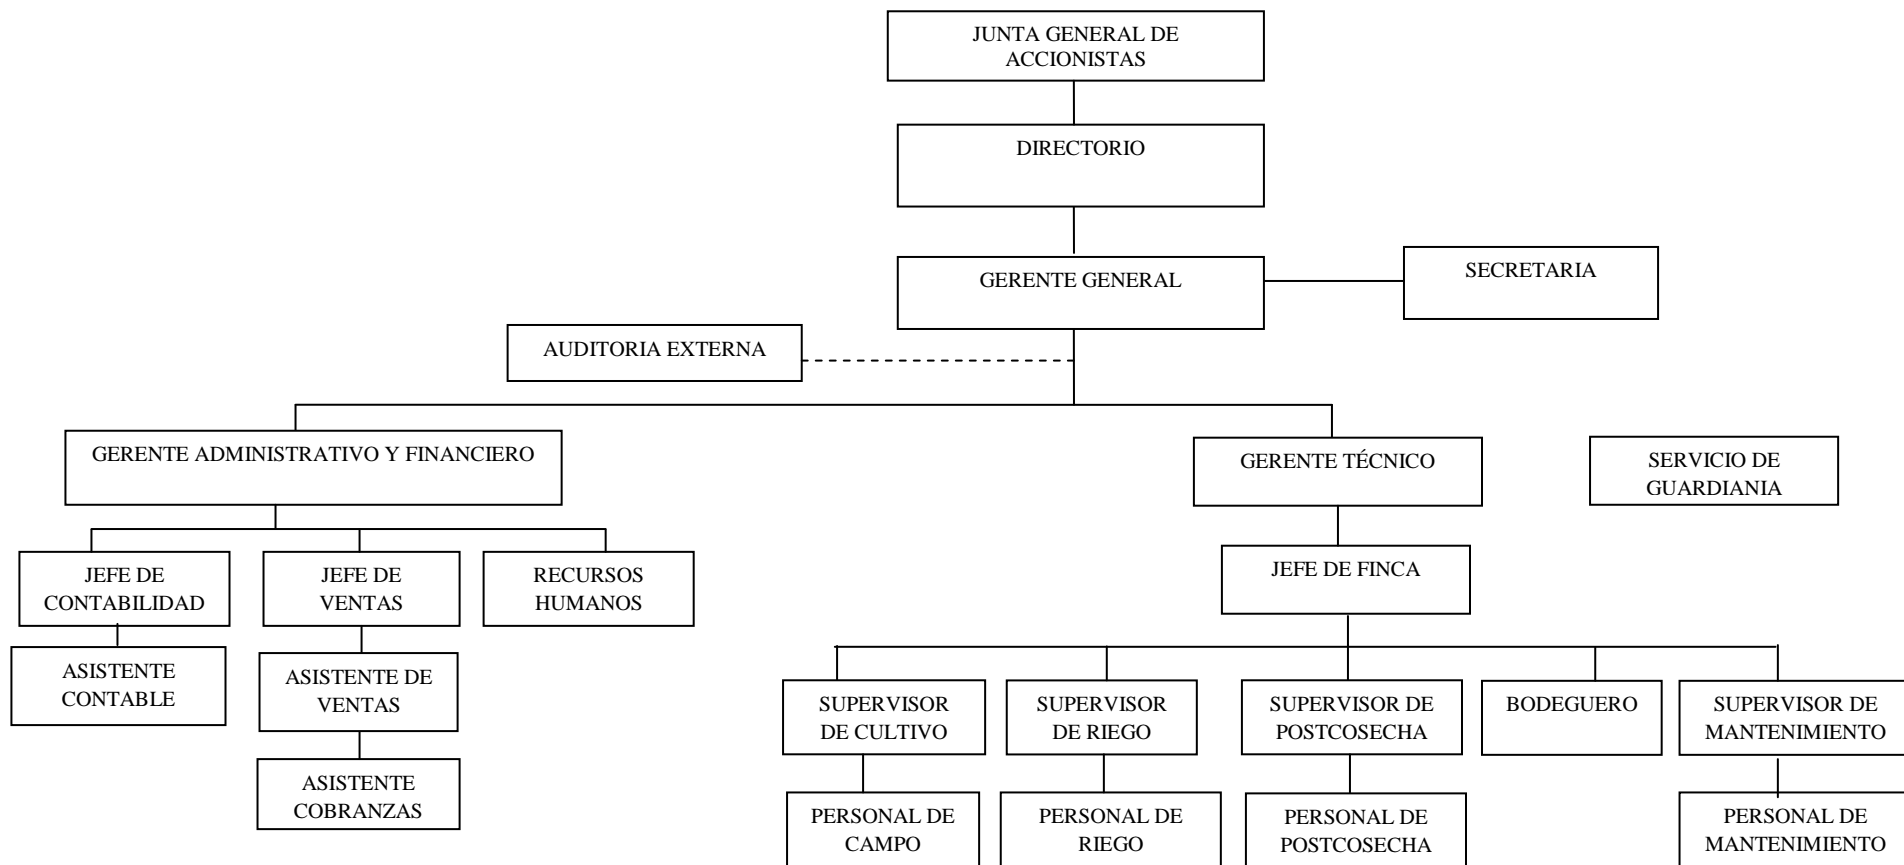 JUNTA GENERAL DE
ACCIONISTAS
DIRECTORIO
GERENTE GENERAL
SECRETARIA
AUDITORIA EXTERNA
GERENTE ADMINISTRATIVO Y FINANCIERO
GERENTE TÉCNICO
SERVICIO DE
GUARDIANIA
JEFE DE
CONTABILIDAD
JEFE DE
VENTAS
RECURSOS
HUMANOS
JEFE DE FINCA
ASISTENTE
CONTABLE
ASISTENTE DE
VENTAS
ASISTENTE
COBRANZAS
SUPERVISOR
DE CULTIVO
SUPERVISOR
DE RIEGO
SUPERVISOR DE
POSTCOSECHA
BODEGUERO
SUPERVISOR DE
MANTENIMIENTO
PERSONAL DE
CAMPO
PERSONAL DE
RIEGO
PERSONAL DE
POSTCOSECHA
PERSONAL DE
MANTENIMIENTO